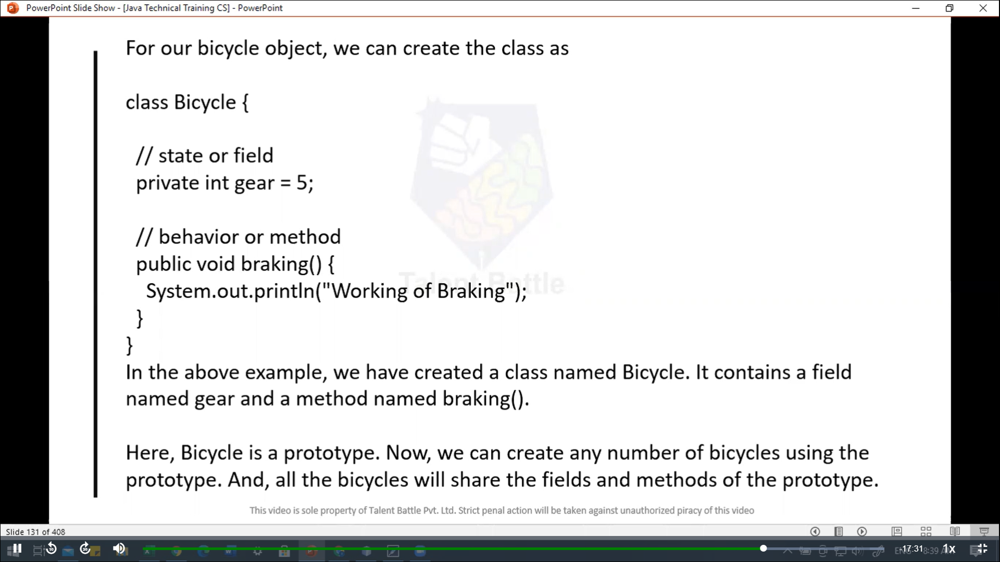 PowerPoint Slide Show - [Java Technical Training CS] - PowerPoint
For our bicycle object, we can create the class as
class Bicycle {
// state or field
private int gear = 5;
// behavior or method
public void braking() {
System.out.println("Working of Braking");
}
}
Talent Battle
In the above example, we have created a class named Bicycle. It contains a field
named gear and a method named braking().
Here, Bicycle is a prototype. Now, we can create any number of bicycles using the
prototype. And, all the bicycles will share the fields and methods of the prototype.
This video is sole property of Talent Battle Pvt. Ltd. Strict penal action will be taken against unauthorized piracy of this video
Slide 131 of 408
10
30
-17:31
1x
8:39